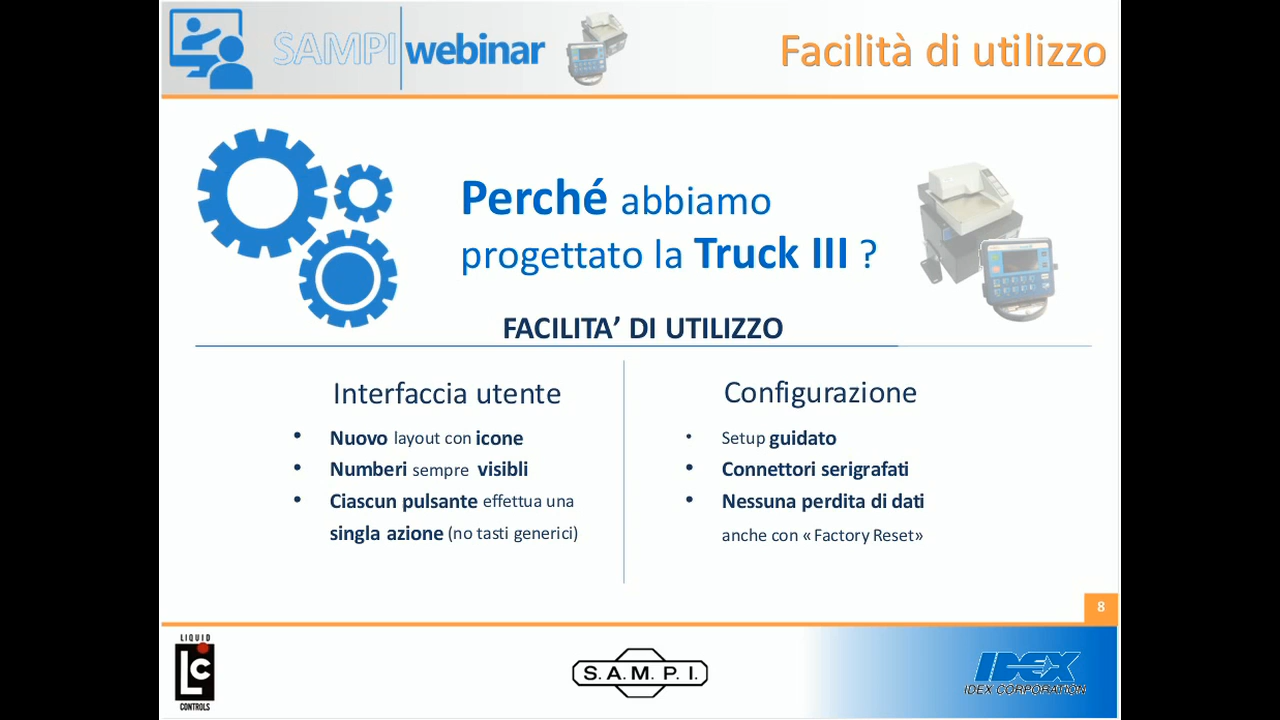 SAMPI webinar
Facilità di utilizzo
Perché abbiamo
progettato la Truck III ?
FACILITA’ DI UTILIZZO
Interfaccia utente
• Nuovo layout con icone
• Numberi sempre visibli
• Ciascun pulsante effettua una
singla azione (no tasti generici)
Configurazione
• Setup guidato
• Connettori serigrafati
• Nessuna perdita di dati
anche con « Factory Reset»
8
LIQUID
LC
CONTROLS
S.A.M.P.I.
IDEX
IDEX CORPORATION